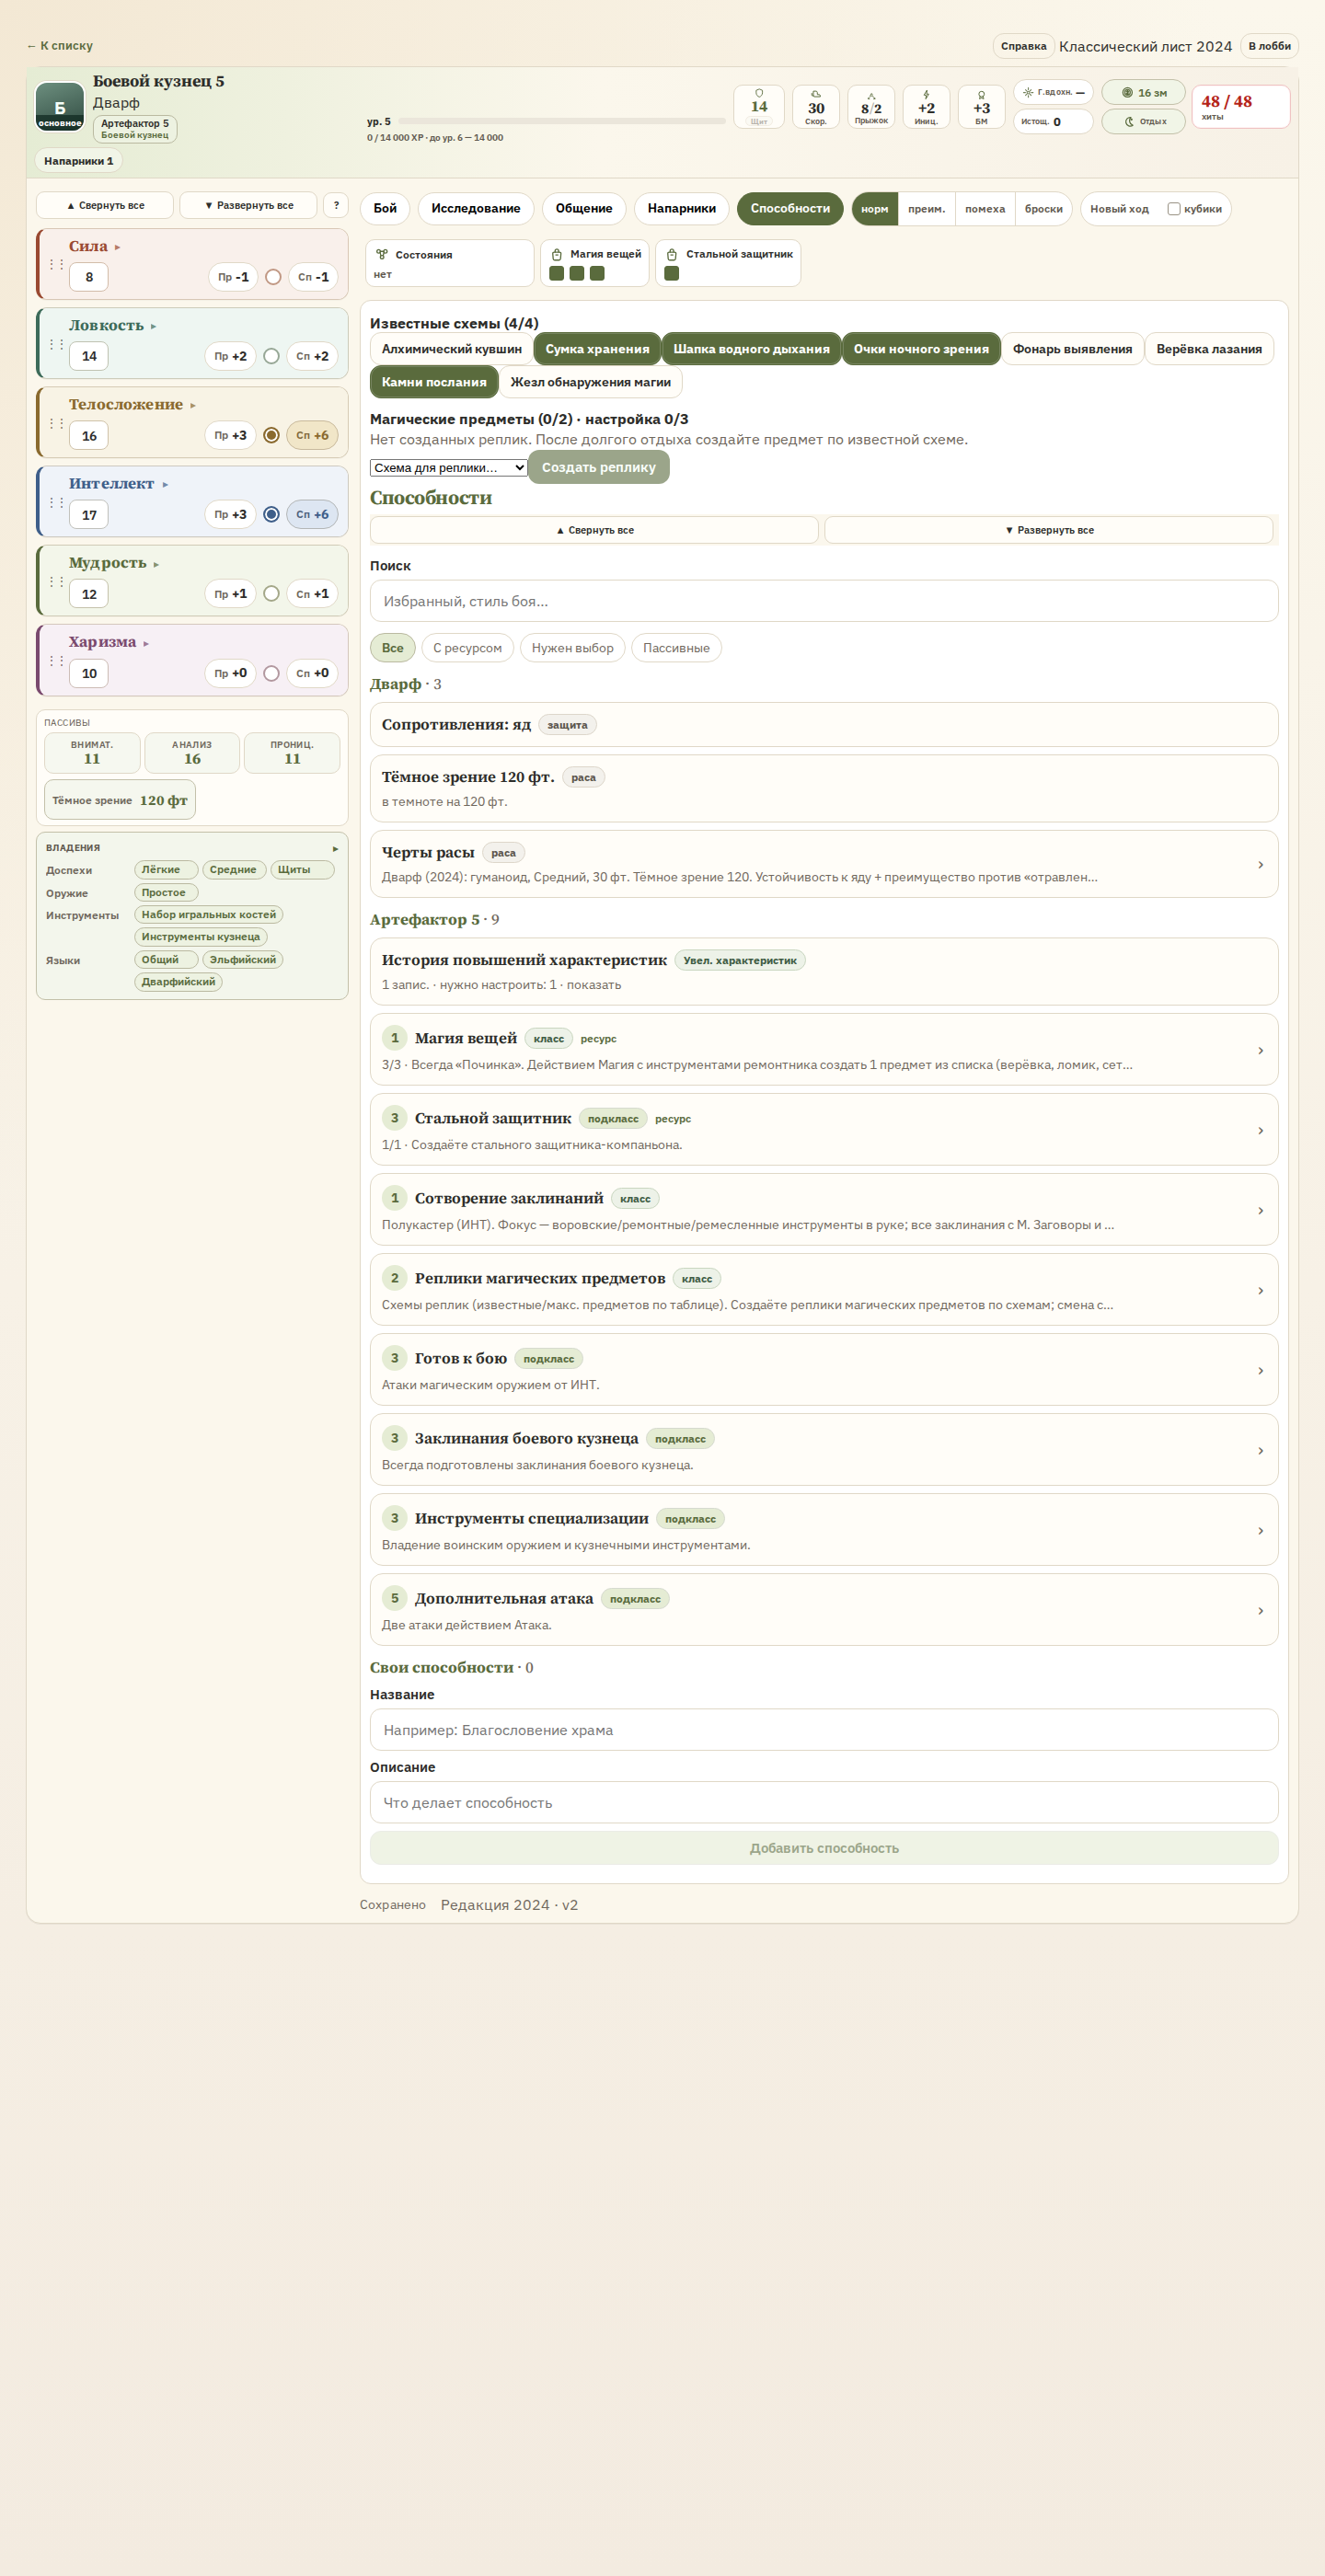 ← К списку
Справка Классический лист 2024 В лобби
Б
основное
Боевой кузнец 5
Дварф
Артефактор 5
Боевой кузнец
Напарники 1
ур. 5
0 / 14 000 XP · до ур. 6 — 14 000
14
Щит
30
Скор.
8/2
Прыжок
+2
Иниц.
+3
БМ
Г.вдохн. —
Истощ. 0
16 зм
Отдых
48 / 48
хиты
▲ Свернуть все ▼ Развернуть все ?
Сила ▸
8 Пр -1 Сп -1
Ловкость ▸
14 Пр +2 Сп +2
Телосложение ▸
16 Пр +3 Сп +6
Интеллект ▸
17 Пр +3 Сп +6
Мудрость ▸
12 Пр +1 Сп +1
Харизма ▸
10 Пр +0 Сп +0
ПАССИВЫ
ВНИМАТ. АНАЛИЗ ПРОНИЦ.
11 16 11
Тёмное зрение 120 фт
ВЛАДЕНИЯ ▸
Доспехи Лёгкие Средние Щиты
Оружие Простое
Инструменты Набор игральных костей
Инструменты кузнеца
Языки Общий Эльфийский
Дварфийский
Бой Исследование Общение Напарники Способности норм преим. помеха броски Новый ход кубики
Состояния
нет
Магия вещей
Стальной защитник
Известные схемы (4/4)
Алхимический кувшин Сумка хранения Шапка водного дыхания Очки ночного зрения Фонарь выявления Верёвка лазания
Камни послания Жезл обнаружения магии
Магические предметы (0/2) · настройка 0/3
Нет созданных реплик. После долгого отдыха создайте предмет по известной схеме.
Схема для реплики... Создать реплику
Способности
▲ Свернуть все ▼ Развернуть все
Поиск
Избранный, стиль боя...
Все С ресурсом Нужен выбор Пассивные
Дварф · 3
Сопротивления: яд защита
Тёмное зрение 120 фт. раса
в темноте на 120 фт.
Черты расы раса
Дварф (2024): гуманоид, Средний, 30 фт. Тёмное зрение 120. Устойчивость к яду + преимущество против «отравлен... ›
Артефактор 5 · 9
История повышений характеристик Увел. характеристик
1 запис. · нужно настроить: 1 · показать
1 Магия вещей класс ресурс
3/3 · Всегда «Починка». Действием Магия с инструментами ремонтника создать 1 предмет из списка (верёвка, ломик, сет... ›
3 Стальной защитник подкласс ресурс
1/1 · Создаёте стального защитника-компаньона. ›
1 Сотворение заклинаний класс
Полукастер (ИНТ). Фокус — воровские/ремонтные/ремесленные инструменты в руке; все заклинания с М. Заговоры и ... ›
2 Реплики магических предметов класс
Схемы реплик (известные/макс. предметов по таблице). Создаёте реплики магических предметов по схемам; смена с... ›
3 Готов к бою подкласс
Атаки магическим оружием от ИНТ. ›
3 Заклинания боевого кузнеца подкласс
Всегда подготовлены заклинания боевого кузнеца. ›
3 Инструменты специализации подкласс
Владение воинским оружием и кузнечными инструментами. ›
5 Дополнительная атака подкласс
Две атаки действием Атака. ›
Свои способности · 0
Название
Например: Благословение храма
Описание
Что делает способность
Добавить способность
Сохранено Редакция 2024 · v2